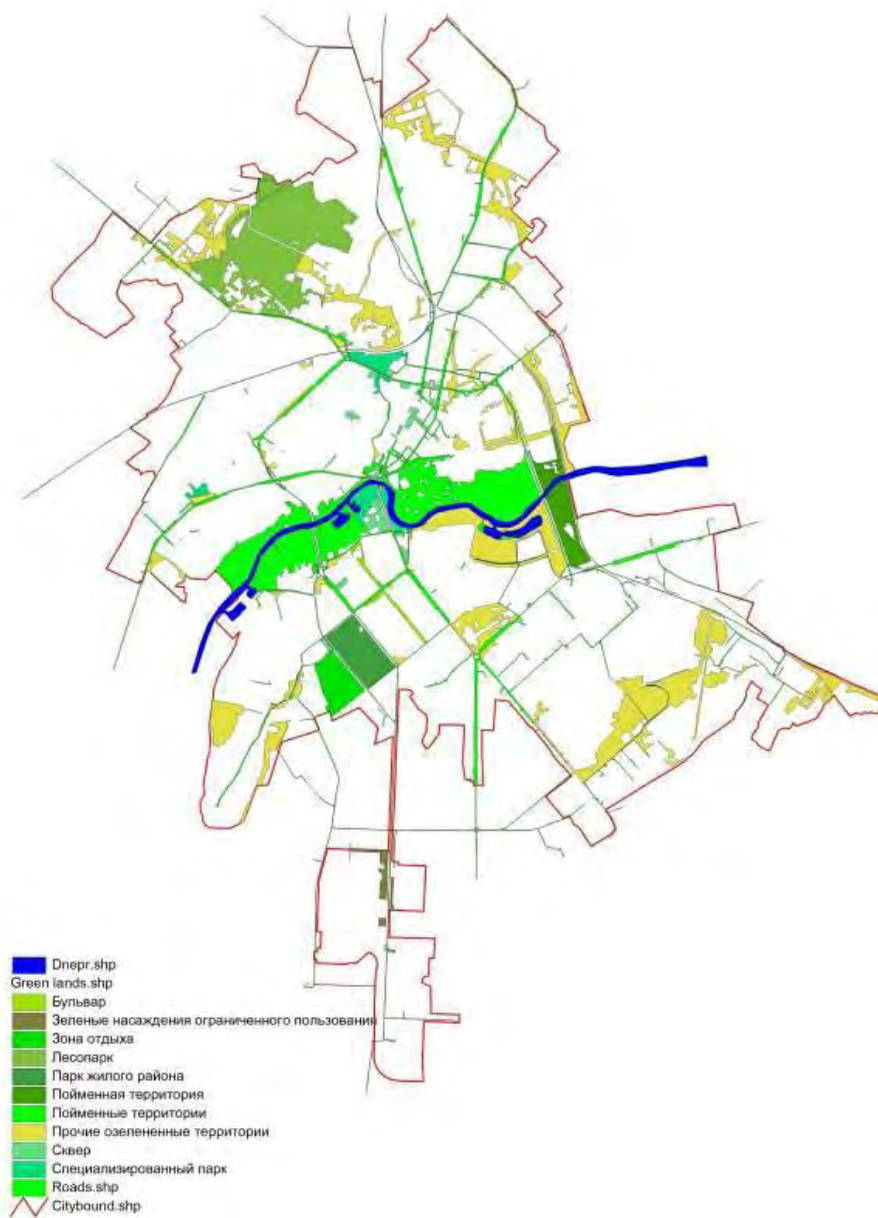 Dnepr.shp
Green lands.shp
Бульвар
Зеленые насаждения ограниченного пользования
Зона отдыха
Лесопарк
Парк жилого района
Пойменная территория
Пойменные территории
Прочие озелененные территории
Сквер
Специализированный парк
Roads.shp
Citybound.shp